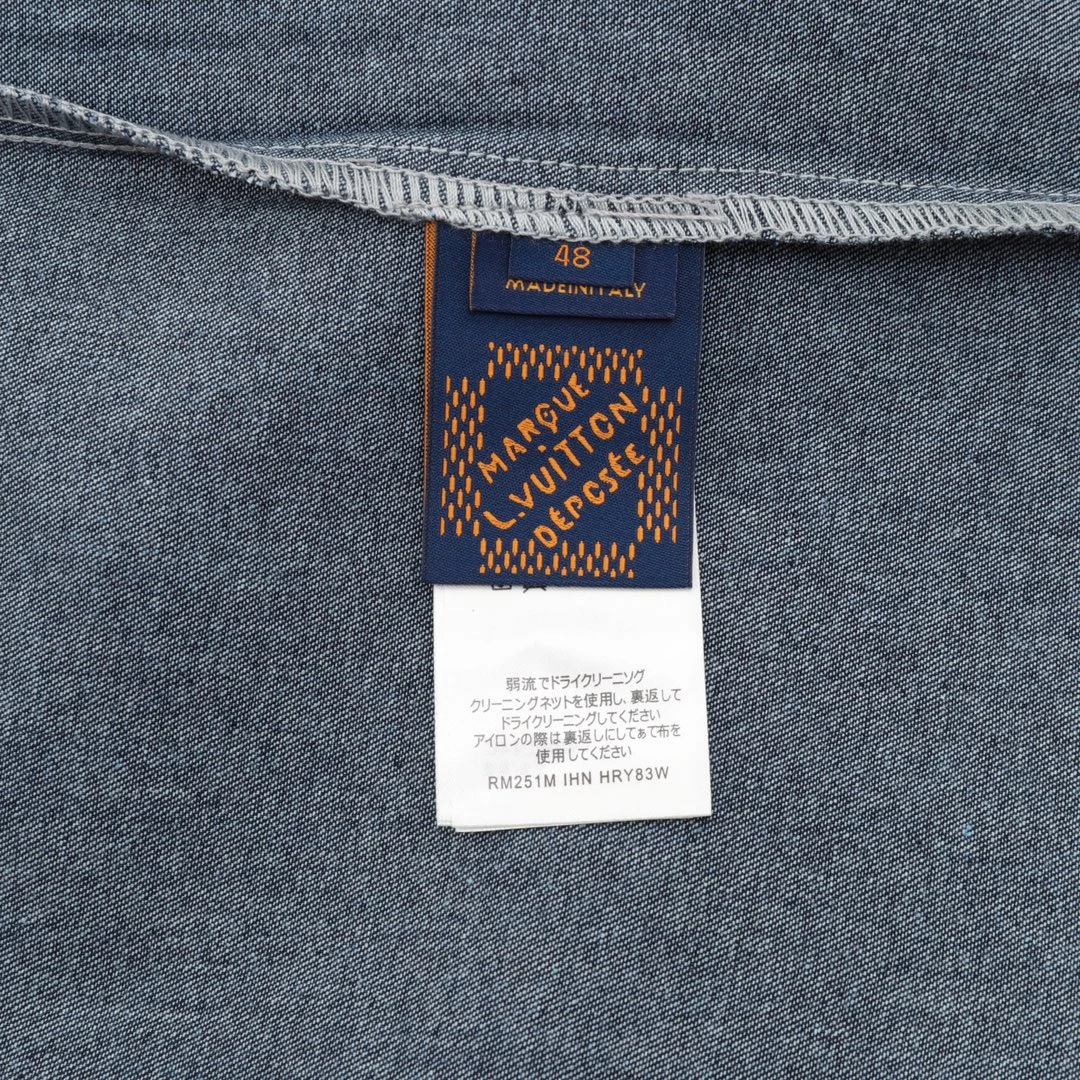 48
MADEINITALY
MARQUE
L.VUITTON
DÉPOSÉE
弱流でドライクリーニソグ
クリーニングネットを使用し、裏返して
ドライクリーニングしてください
アイロンの際は裏返しにしてぁて布を
使用してください
RM251M IHN HRY83W